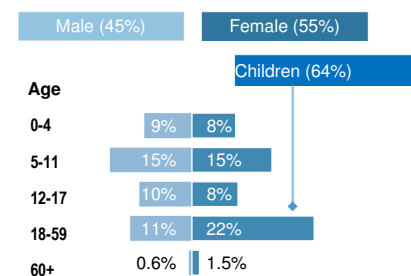 Male (45%) Female (55%)
Children (64%)
Age
0-4 9% 8%
5-11 15% 15%
12-17 10% 8%
18-59 11% 22%
60+ 0.6% 1.5%